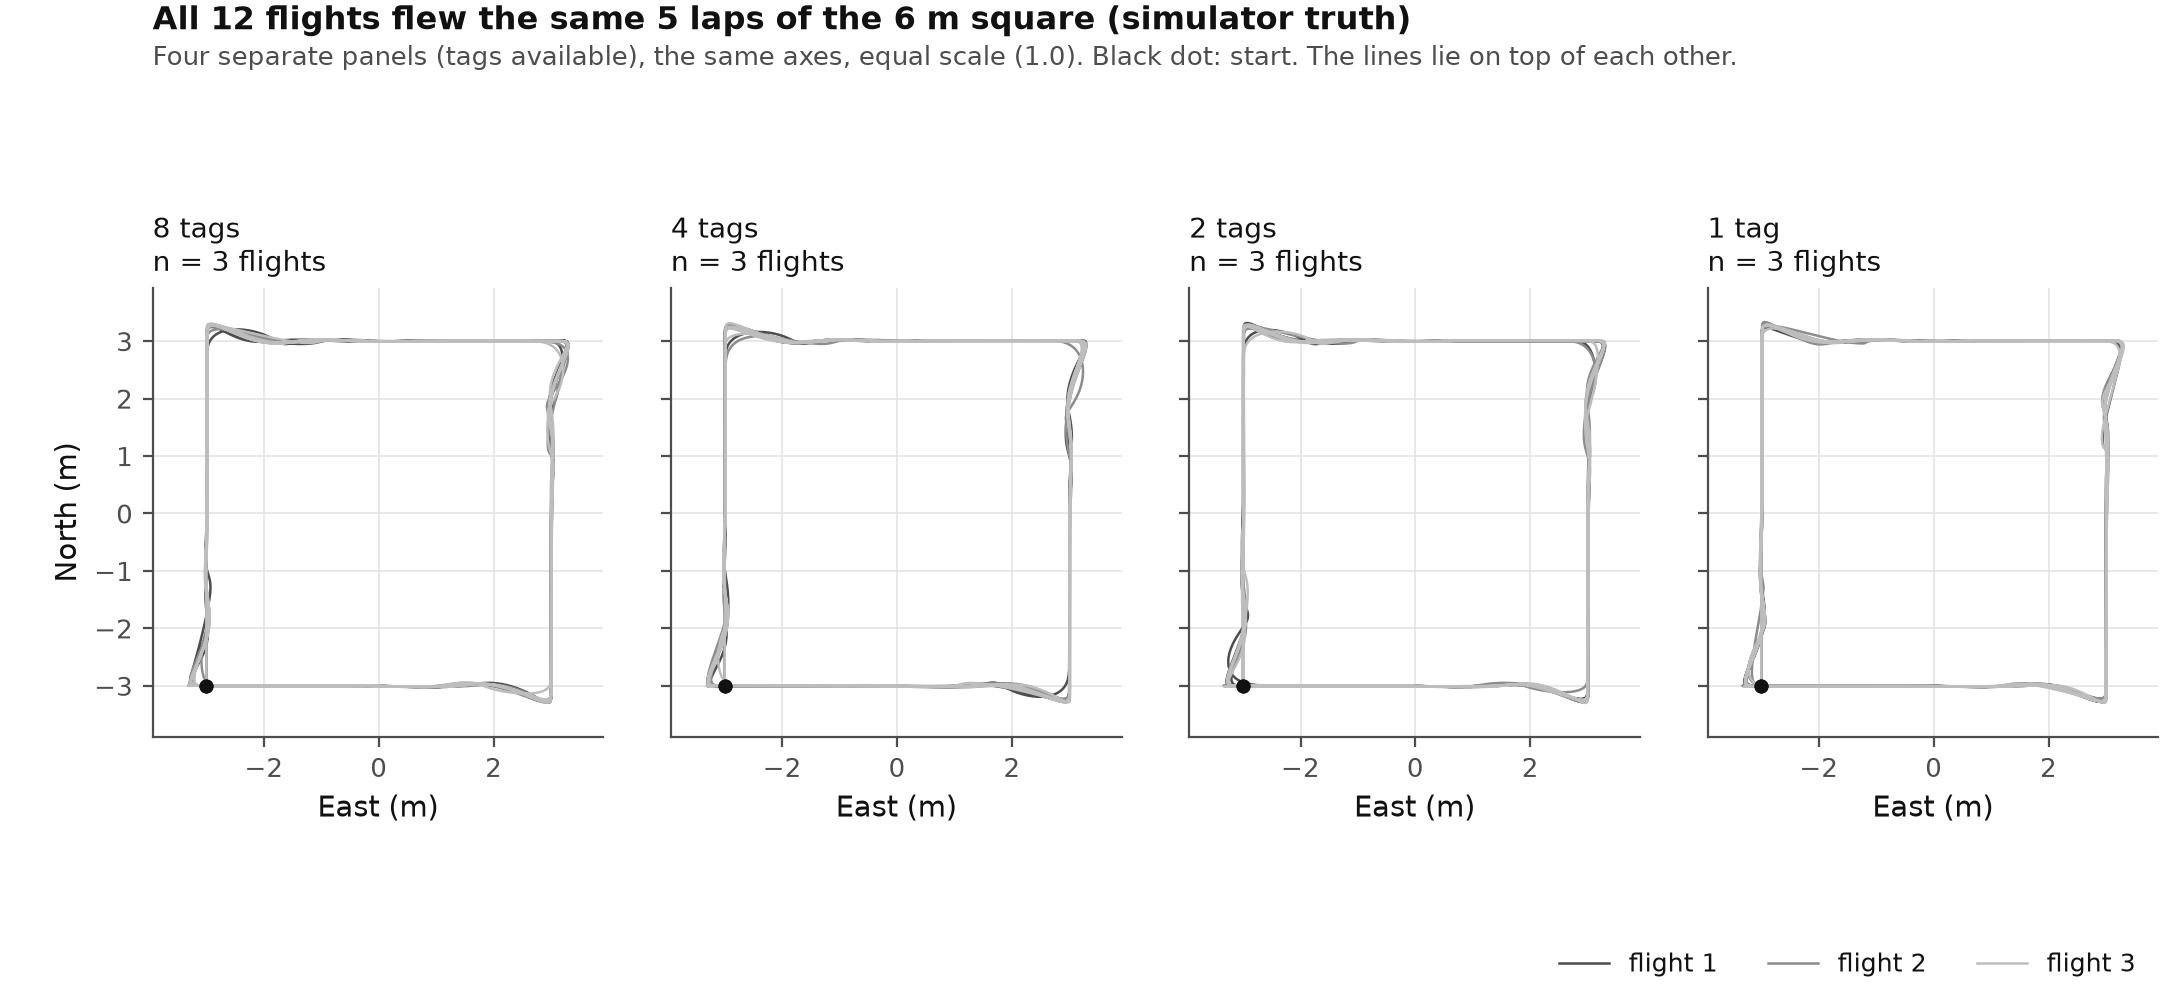 All 12 flights flew the same 5 laps of the 6 m square (simulator truth)
Four separate panels (tags available), the same axes, equal scale (1.0). Black dot: start. The lines lie on top of each other.
8 tags
n = 3 flights
4 tags
n = 3 flights
2 tags
n = 3 flights
1 tag
n = 3 flights
North (m)
3
2
1
0
−1
−2
−3
−2 0 2
−2 0 2
−2 0 2
−2 0 2
East (m)
East (m)
East (m)
East (m)
flight 1 flight 2 flight 3